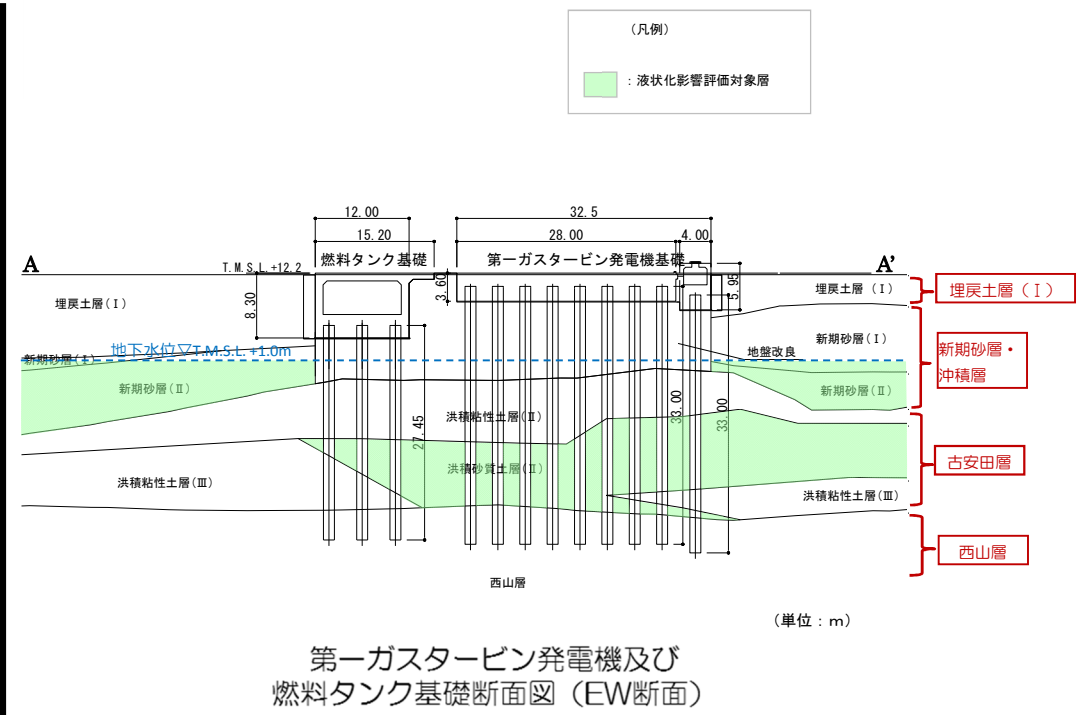 (凡例)
：液状化影響評価対象層
12.00
32.5
15.20
28.00
4.00
A
T.M.S.L.+12.2
燃料タンク基礎
第一ガスタービン発電機基礎
A'
埋戻土層(Ⅰ)
8.30
3.60
5.95
埋戻土層 (Ⅰ)
埋戻土層（Ⅰ）
新期砂層(Ⅰ)
地下水位▽T.M.S.L.+1.0m
地盤改良
新期砂層(Ⅰ)
新期砂層・
沖積層
新期砂層(Ⅱ)
新期砂層(Ⅱ)
洪積粘性土層(Ⅱ)
27.45
33.00
33.00
洪積砂質土層(Ⅱ)
古安田層
洪積粘性土層(Ⅲ)
洪積粘性土層(Ⅲ)
西山層
西山層
(単位：m)
第一ガスタービン発電機及び
燃料タンク基礎断面図（EW断面）